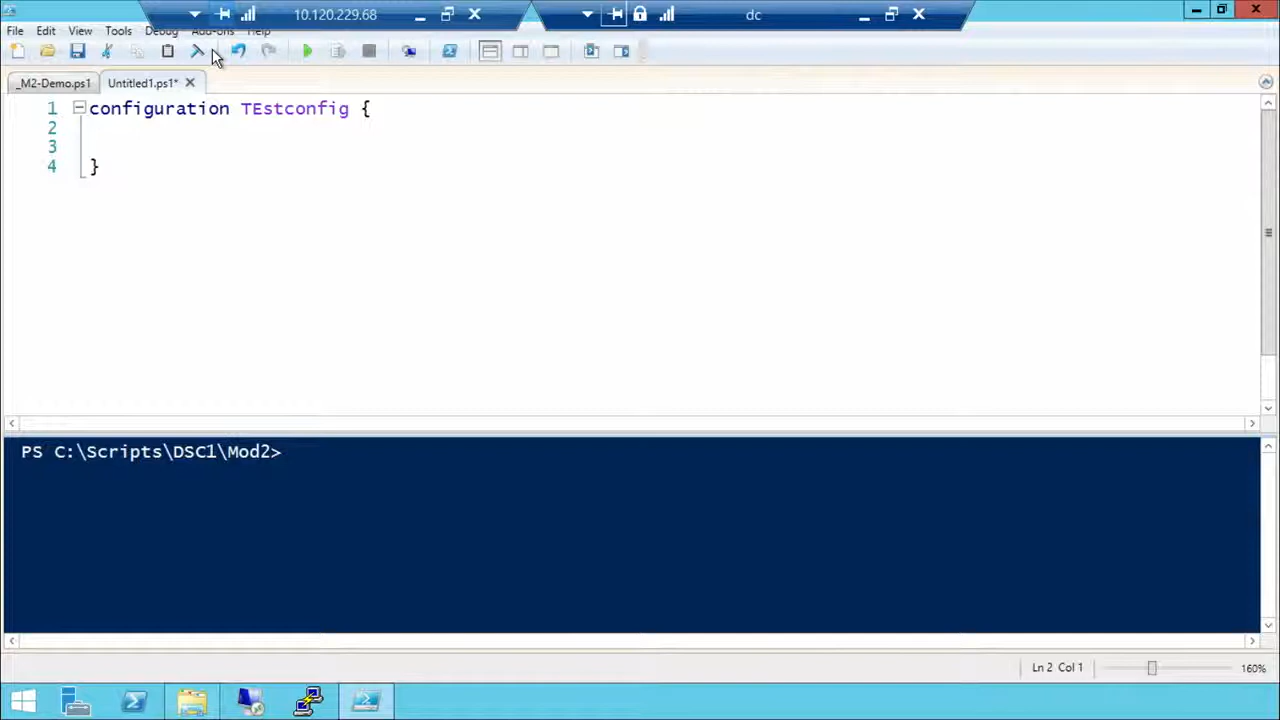 10.120.229.68
dc
File Edit View Tools Debug Add-ons Help
_M2-Demo.ps1 Untitled1.ps1*
1 configuration TEstconfig {
2
3
4 }
PS C:\Scripts\DSC1\Mod2>
Ln 2 Col 1 160%